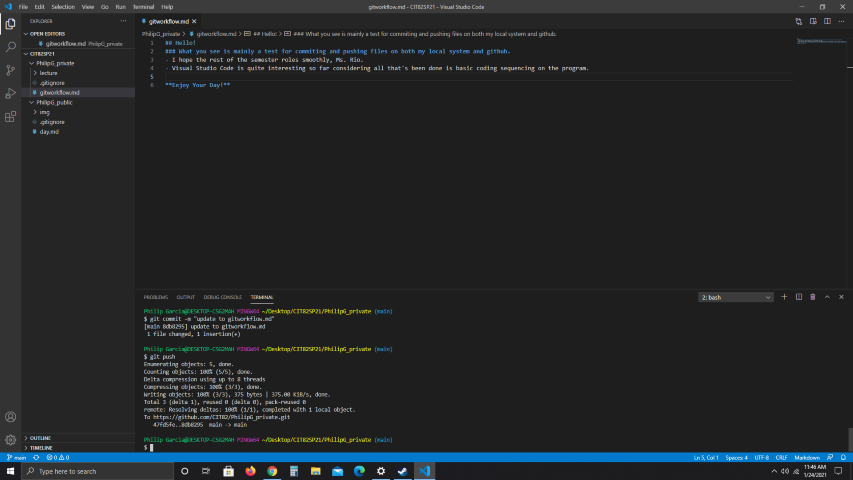 File Edit Selection View Go Run Terminal Help
gitworkflow.md - CIT82SP21 - Visual Studio Code
EXPLORER
OPEN EDITORS
gitworkflow.md PhilipG_private
CIT82SP21
PhilipG_private
lecture
.gitignore
gitworkflow.md
PhilipG_public
img
.gitignore
day.md
OUTLINE
TIMELINE
gitworkflow.md
PhilipG_private > gitworkflow.md > ## Hello! > ### What you see is mainly a test for commiting and pushing files on both my local system and github.
1 ## Hello!
2 ### What you see is mainly a test for commiting and pushing files on both my local system and github.
3 - I hope the rest of the semester roles smoothly, Ms. Rio.
4 - Visual Studio Code is quite interesting so far considering all that's been done is basic coding sequencing on the program.
5
6 **Enjoy Your Day!**
PROBLEMS OUTPUT DEBUG CONSOLE TERMINAL
2: bash
Philip Garcia@DESKTOP-C5G2MAH MINGW64 ~/Desktop/CIT82SP21/PhilipG_private (main)
$ git commit -m "update to gitworkflow.md"
[main 8db8295] update to gitworkflow.md
1 file changed, 1 insertion(+)
Philip Garcia@DESKTOP-C5G2MAH MINGW64 ~/Desktop/CIT82SP21/PhilipG_private (main)
$ git push
Enumerating objects: 5, done.
Counting objects: 100% (5/5), done.
Delta compression using up to 8 threads
Compressing objects: 100% (3/3), done.
Writing objects: 100% (3/3), 375 bytes | 375.00 KiB/s, done.
Total 3 (delta 1), reused 0 (delta 0), pack-reused 0
remote: Resolving deltas: 100% (1/1), completed with 1 local object.
To https://github.com/CIT82/PhilipG_private.git
47fd5fe..8db8295 main -> main
Philip Garcia@DESKTOP-C5G2MAH MINGW64 ~/Desktop/CIT82SP21/PhilipG_private (main)
$
main 0 0
Ln 5, Col 1 Spaces: 4 UTF-8 CRLF Markdown
Type here to search
11:46 AM
1/24/2021